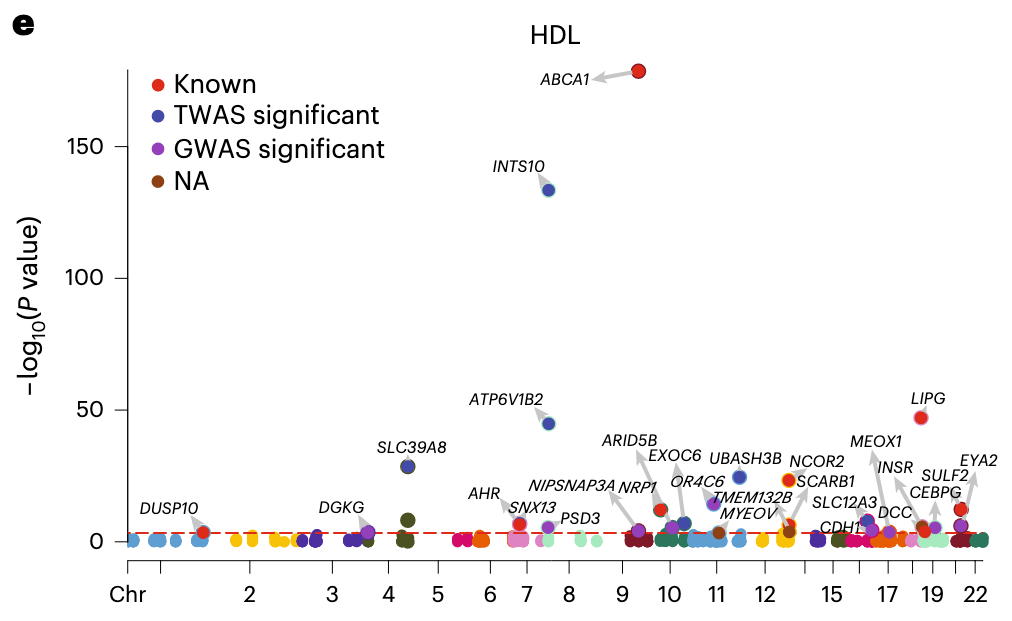 e
HDL
Known
TWAS significant
GWAS significant
NA
−log10(P value)
150
100
50
0
ABCA1
INTS10
ATP6V1B2
LIPG
SLC39A8
ARID5B
MEOX1
EXOC6
UBASH3B
NCOR2
EYA2
INSR
SULF2
OR4C6
SCARB1
NIPSNAP3A
NRP1
CEBPG
AHR
TMEM132B
SLC12A3
DUSP10
DGKG
SNX13
PSD3
MYEOV
DCC
CDH1
Chr 2 3 4 5 6 7 8 9 10 11 12 15 17 19 22